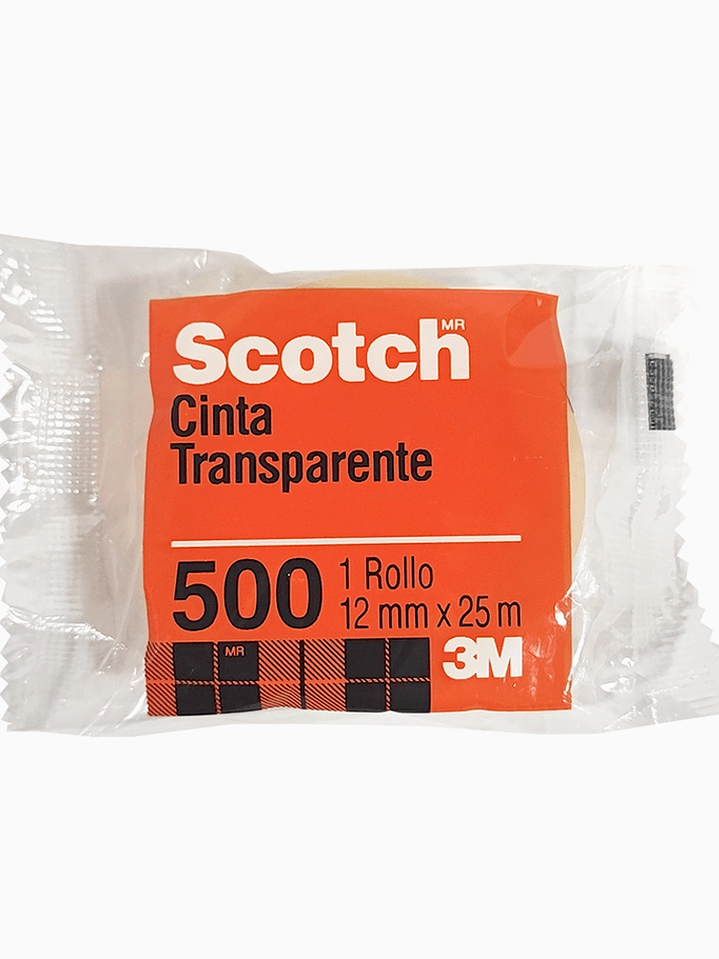 Scotch MR
Cinta
Transparente
500
1 Rollo
12 mm x 25 m
MR
3M